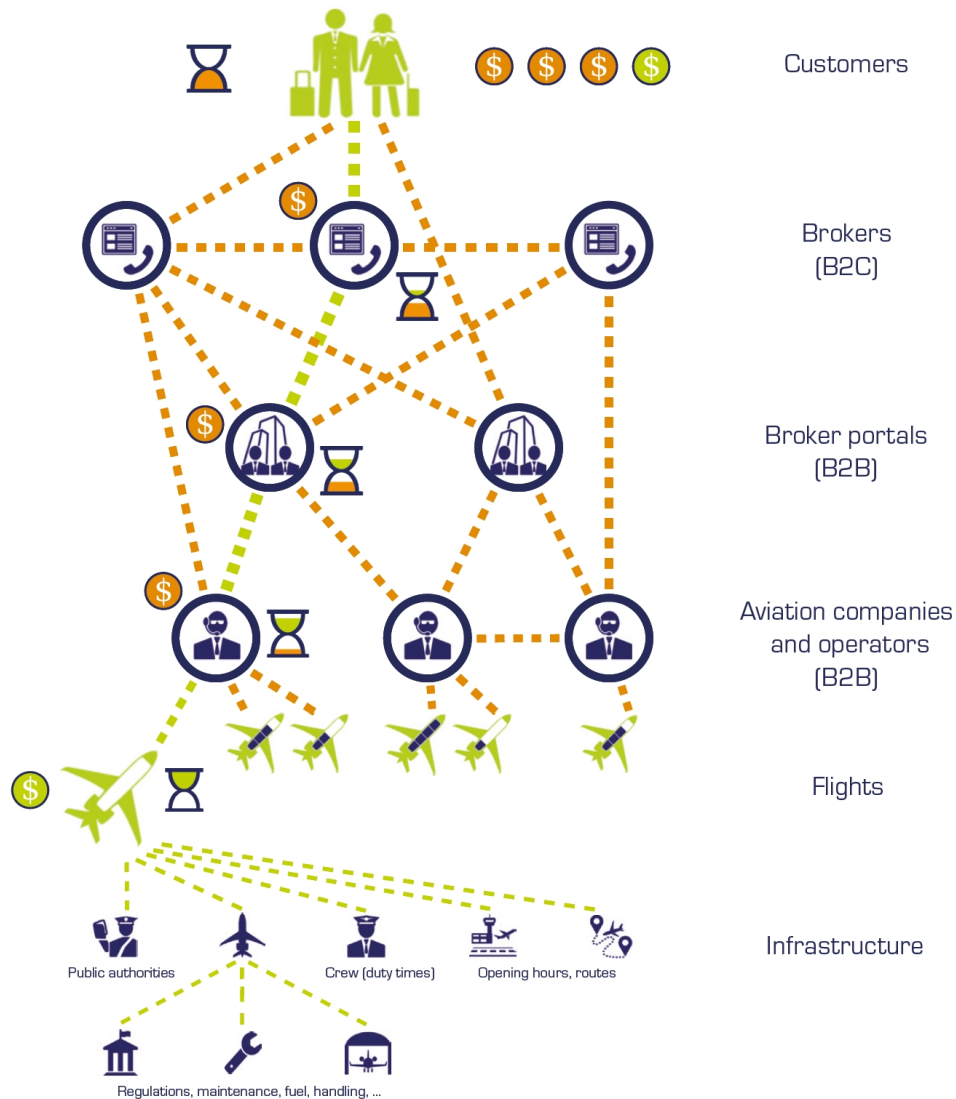 $ $ $ $
Customers
$
Brokers
(B2C)
$
Broker portals
(B2B)
$
Aviation companies
and operators
(B2B)
Flights
$
Infrastructure
Public authorities
Crew (duty times)
Opening hours, routes
Regulations, maintenance, fuel, handling, ...